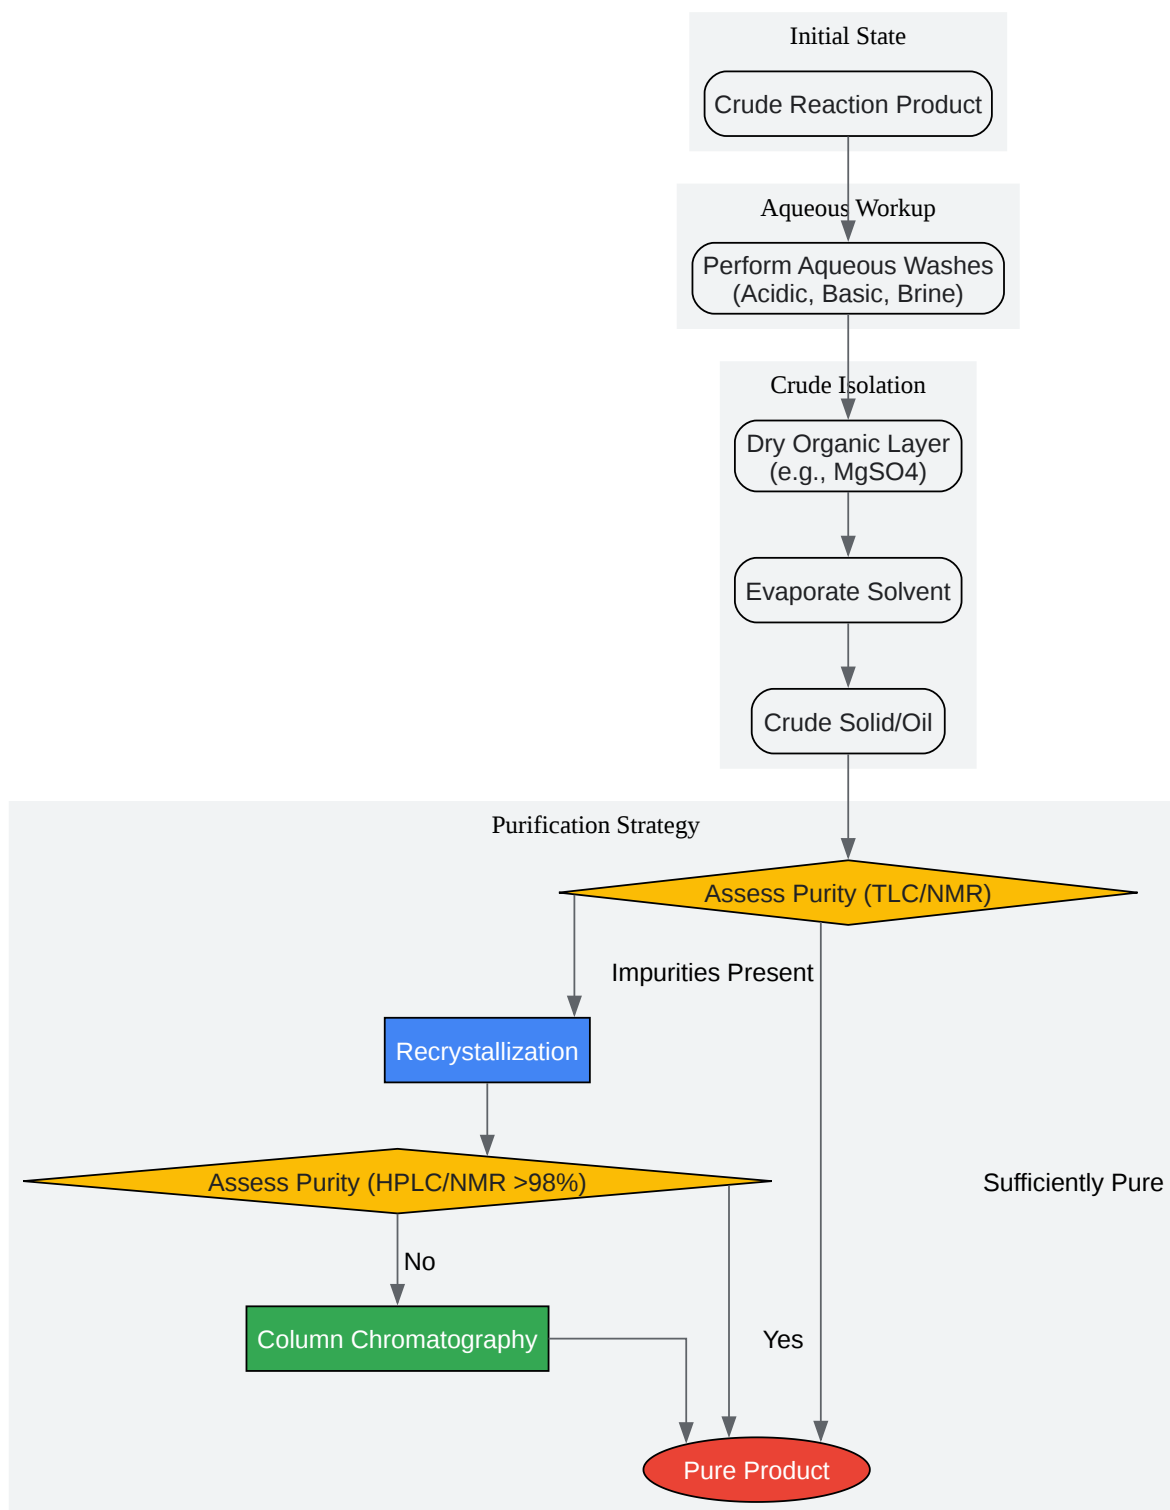 Initial State
Crude Reaction Product
Aqueous Workup
Perform Aqueous Washes
(Acidic, Basic, Brine)
Crude Isolation
Dry Organic Layer
(e.g., MgSO4)
Evaporate Solvent
Crude Solid/Oil
Purification Strategy
Assess Purity (TLC/NMR)
Impurities Present
Recrystallization
Assess Purity (HPLC/NMR >98%)
Sufficiently Pure
No
Column Chromatography
Yes
Pure Product